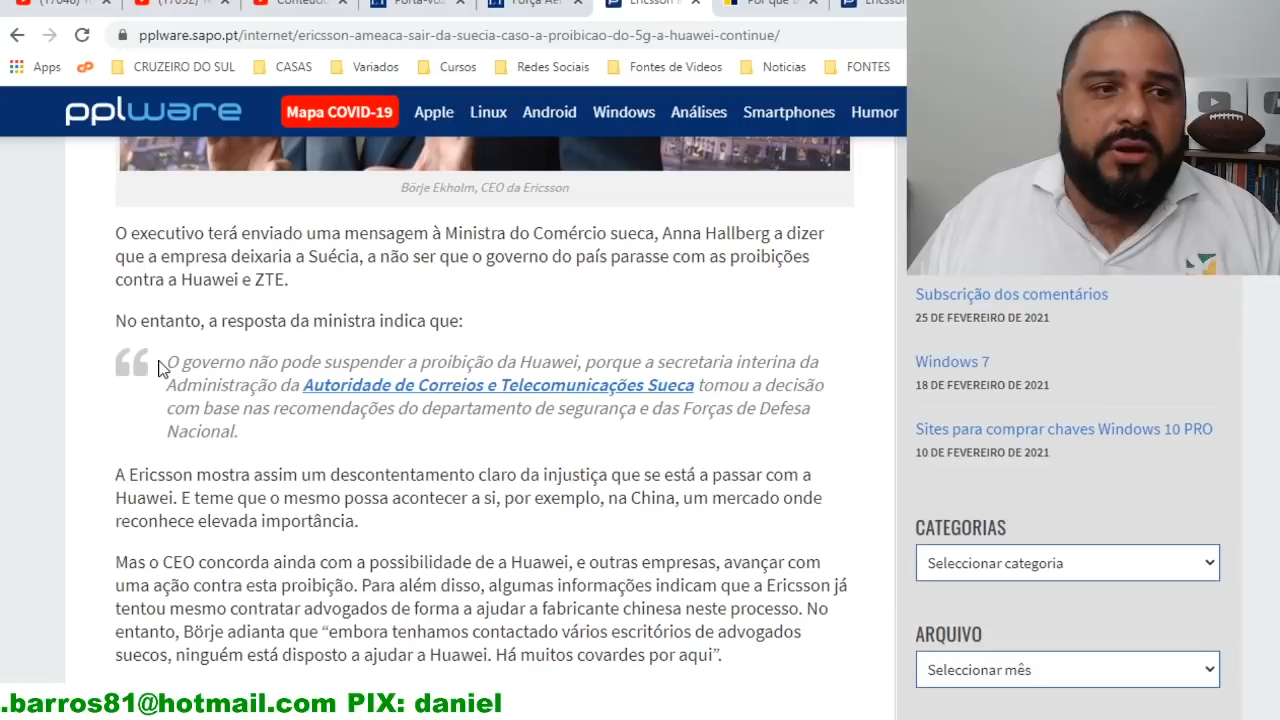 (17048) 
(17052) 
Conteúdo
Porta-voz
Força Aér
Ericsson a
Por que 
Ericsson
pplware.sapo.pt/internet/ericsson-ameaca-sair-da-suecia-caso-a-proibicao-do-5g-a-huawei-continue/
Apps CRUZEIRO DO SUL CASAS Variados Cursos Redes Sociais Fontes de Videos Noticias FONTES
pplware Mapa COVID-19 Apple Linux Android Windows Análises Smartphones Humor
Börje Ekholm, CEO da Ericsson
O executivo terá enviado uma mensagem à Ministra do Comércio sueca, Anna Hallberg a dizer
que a empresa deixaria a Suécia, a não ser que o governo do país parasse com as proibições
contra a Huawei e ZTE.
No entanto, a resposta da ministra indica que:
O governo não pode suspender a proibição da Huawei, porque a secretaria interina da
Administração da Autoridade de Correios e Telecomunicações Sueca tomou a decisão
com base nas recomendações do departamento de segurança e das Forças de Defesa
Nacional.
A Ericsson mostra assim um descontentamento claro da injustiça que se está a passar com a
Huawei. E teme que o mesmo possa acontecer a si, por exemplo, na China, um mercado onde
reconhece elevada importância.
Mas o CEO concorda ainda com a possibilidade de a Huawei, e outras empresas, avançar com
uma ação contra esta proibição. Para além disso, algumas informações indicam que a Ericsson já
tentou mesmo contratar advogados de forma a ajudar a fabricante chinesa neste processo. No
entanto, Börje adianta que “embora tenhamos contactado vários escritórios de advogados
suecos, ninguém está disposto a ajudar a Huawei. Há muitos covardes por aqui”.
Subscrição dos comentários
25 DE FEVEREIRO DE 2021
Windows 7
18 DE FEVEREIRO DE 2021
Sites para comprar chaves Windows 10 PRO
10 DE FEVEREIRO DE 2021
CATEGORIAS
Seleccionar categoria
ARQUIVO
Seleccionar mês
.barros81@hotmail.com PIX: daniel